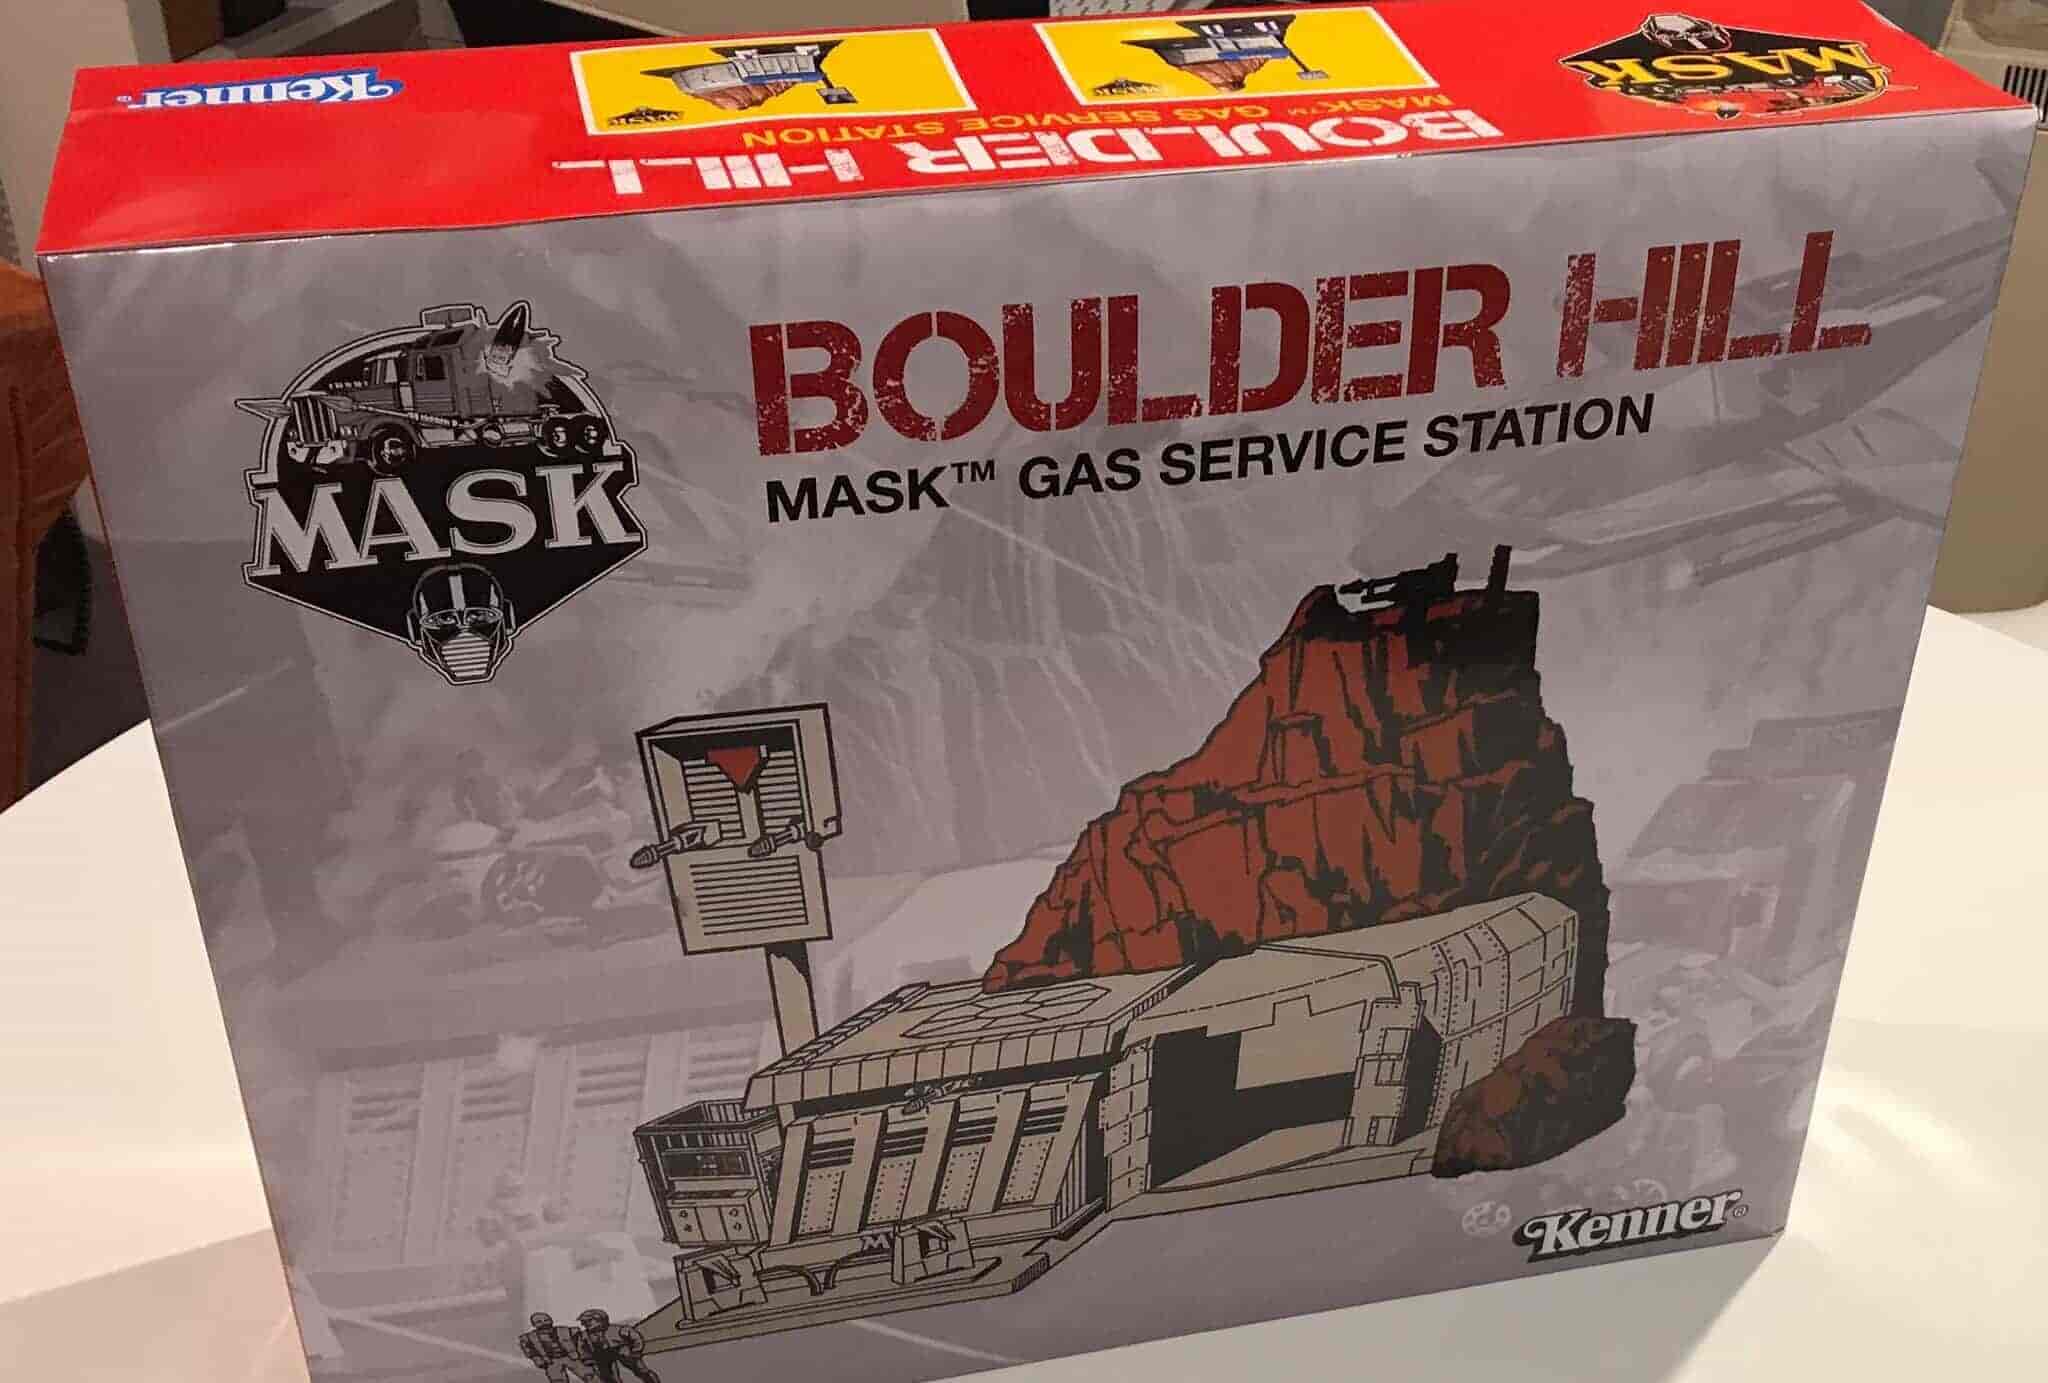 Kenner®
MASK
BOULDER HILL
MASK™ GAS SERVICE STATION
MASK
BOULDER HILL
MASK™ GAS SERVICE STATION
M
Kenner®